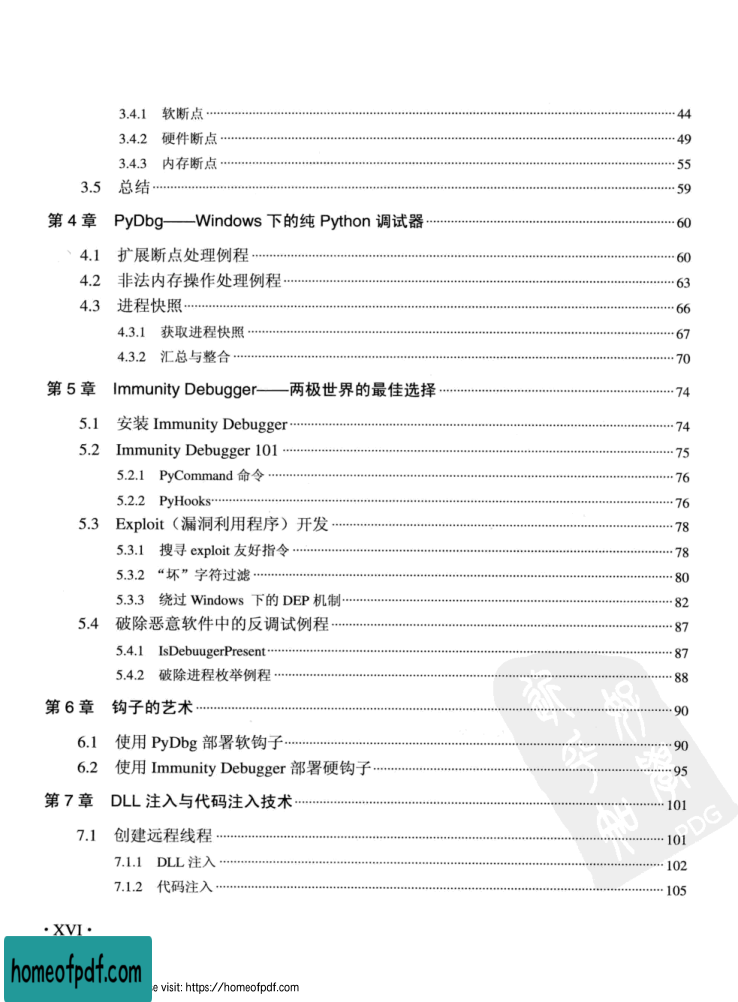 3.4.1 软断点 44
3.4.2 硬件断点 49
3.4.3 内存断点 55
3.5 总结 59
第 4 章 PyDbg——Windows 下的纯 Python 调试器 60
4.1 扩展断点处理例程 60
4.2 非法内存操作处理例程 63
4.3 进程快照 66
4.3.1 获取进程快照 67
4.3.2 汇总与整合 70
第 5 章 Immunity Debugger——两极世界的最佳选择 74
5.1 安装 Immunity Debugger 74
5.2 Immunity Debugger 101 75
5.2.1 PyCommand 命令 76
5.2.2 PyHooks 76
5.3 Exploit（漏洞利用程序）开发 78
5.3.1 搜寻 exploit 友好指令 78
5.3.2 “坏”字符过滤 80
5.3.3 绕过 Windows 下的 DEP 机制 82
5.4 破除恶意软件中的反调试例程 87
5.4.1 IsDebuugerPresent 87
5.4.2 破除进程枚举例程 88
第 6 章 钩子的艺术 90
6.1 使用 PyDbg 部署软钩子 90
6.2 使用 Immunity Debugger 部署硬钩子 95
第 7 章 DLL 注入与代码注入技术 101
7.1 创建远程线程 101
7.1.1 DLL 注入 102
7.1.2 代码注入 105
PDG
· XVI ·
homeofpdf.com
e visit: https://homeofpdf.com